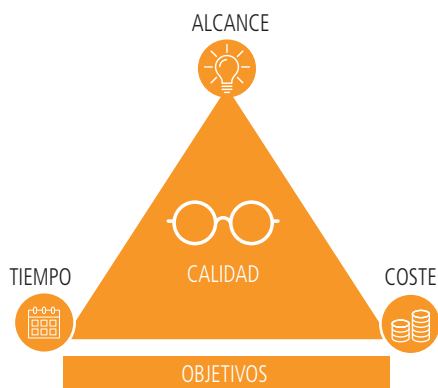 ALCANCE
CALIDAD
TIEMPO
COSTE
OBJETIVOS